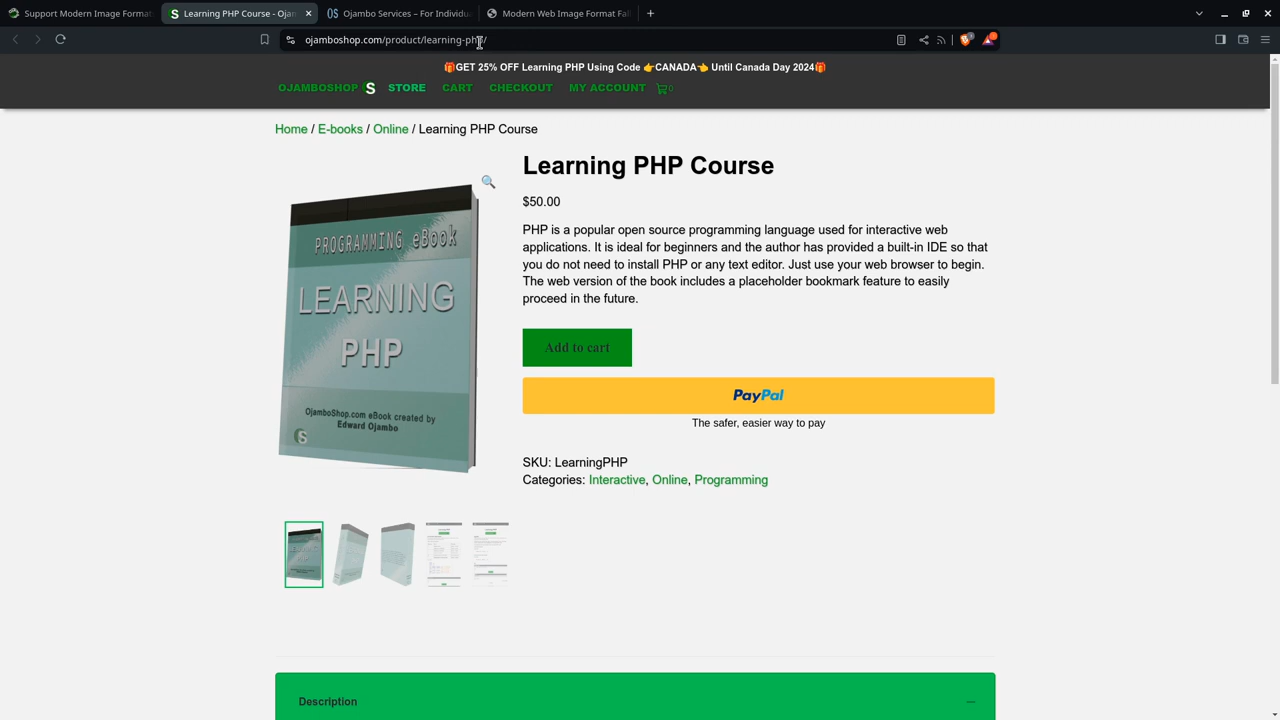 Support Modern Image Format
Learning PHP Course - Ojan
Ojambo Services – For Individua
Modern Web Image Format Fal
ojamboshop.com/product/learning-php/
🎁GET 25% OFF Learning PHP Using Code 👉CANADA👈 Until Canada Day 2024🎁
OJAMBOSHOP STORE CART CHECKOUT MY ACCOUNT 0
Home / E-books / Online / Learning PHP Course
Learning PHP Course
$50.00
PHP is a popular open source programming language used for interactive web
applications. It is ideal for beginners and the author has provided a built-in IDE so that
you do not need to install PHP or any text editor. Just use your web browser to begin.
The web version of the book includes a placeholder bookmark feature to easily
proceed in the future.
Add to cart
PayPal
The safer, easier way to pay
SKU: LearningPHP
Categories: Interactive, Online, Programming
PROGRAMMING eBook
LEARNING
PHP
OjamboShop.com eBook created by
Edward Ojambo
Description